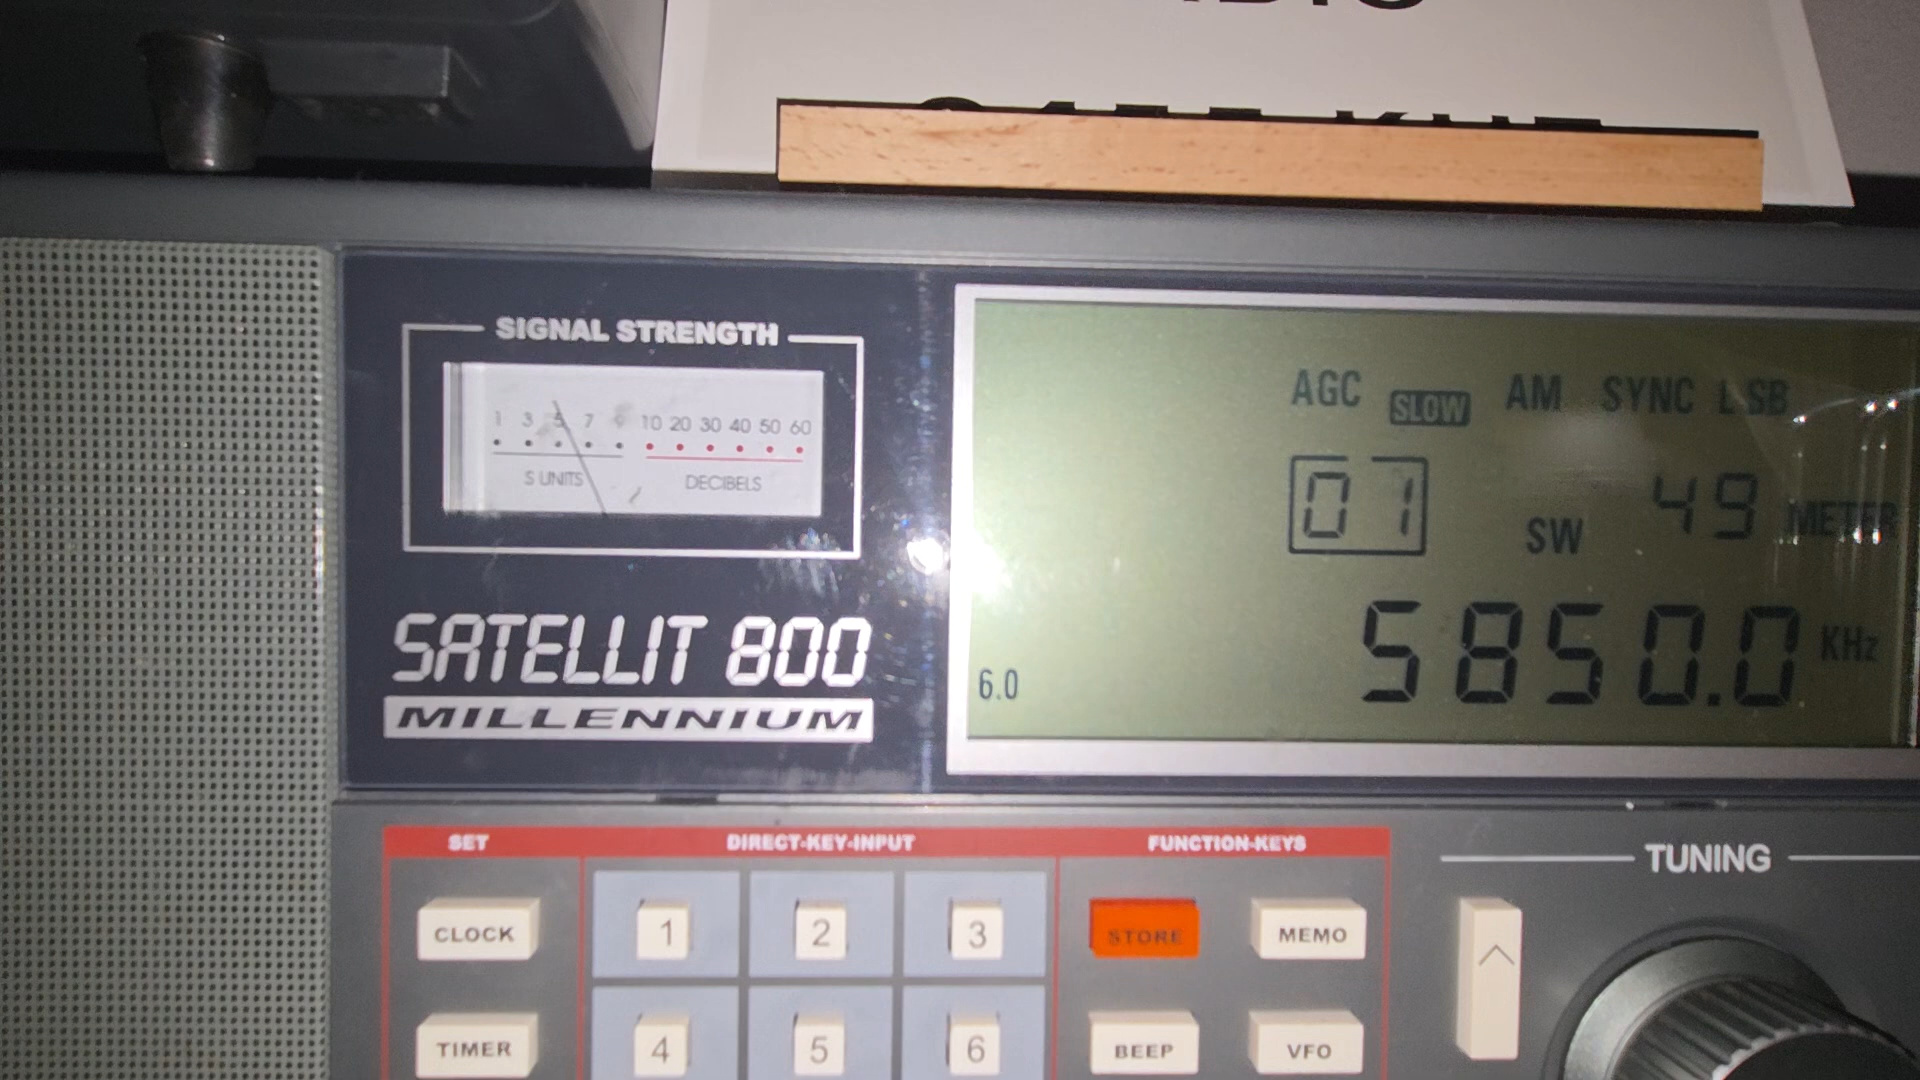 SIGNAL STRENGTH
1 3 5 7 9 10 20 30 40 50 60
S UNITS DECIBELS
SATELLIT 800
MILLENNIUM
AGC SLOW AM SYNC LSB
01 SW 49 METER
6.0 5850.0 KHz
SET DIRECT-KEY-INPUT FUNCTION-KEYS
TUNING
CLOCK 1 2 3 STORE MEMO
TIMER 4 5 6 BEEP VFO